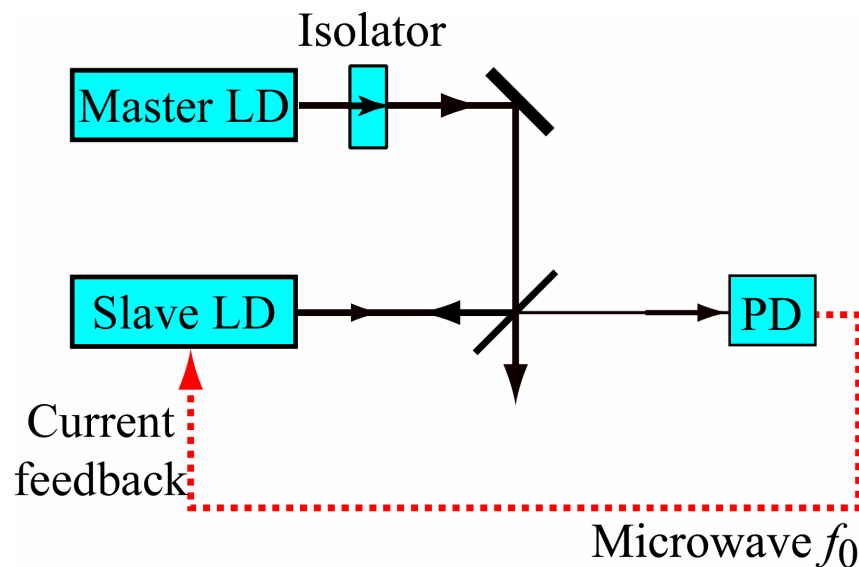 Isolator
Master LD
Slave LD
PD
Current
feedback
Microwave f0